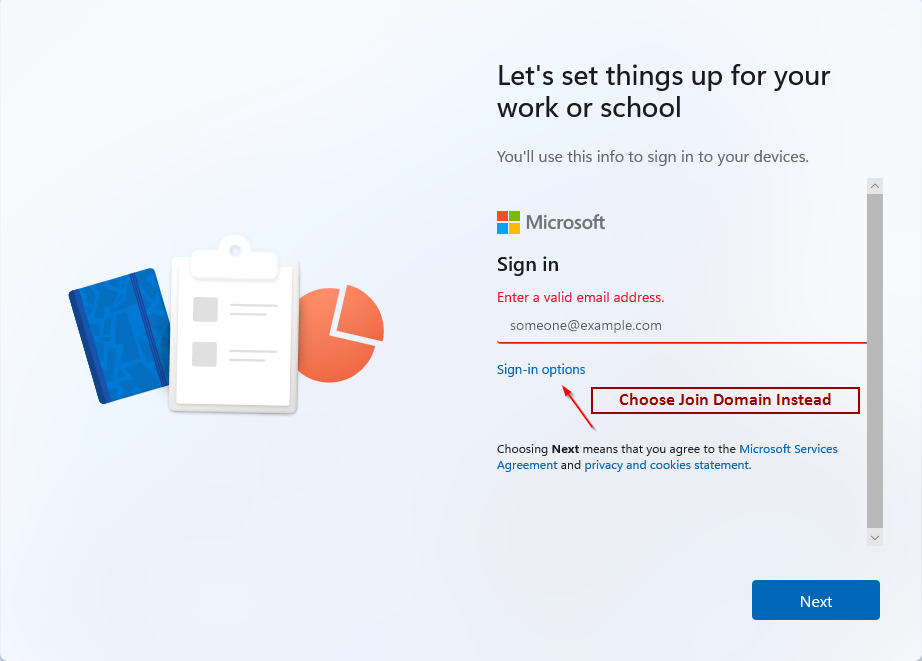 Let's set things up for your
work or school
You'll use this info to sign in to your devices.
Microsoft
Sign in
Enter a valid email address.
someone@example.com
Sign-in options
Choose Join Domain Instead
Choosing Next means that you agree to the Microsoft Services
Agreement and privacy and cookies statement.
Next